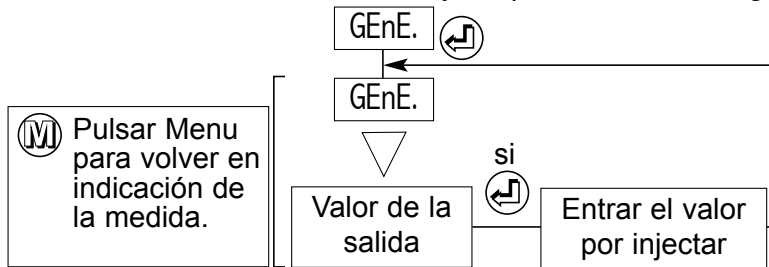 GEnE.
GEnE.
M Pulsar Menu
para volver en
indicación de
la medida.
si
Valor de la
salida
Entrar el valor
por injectar